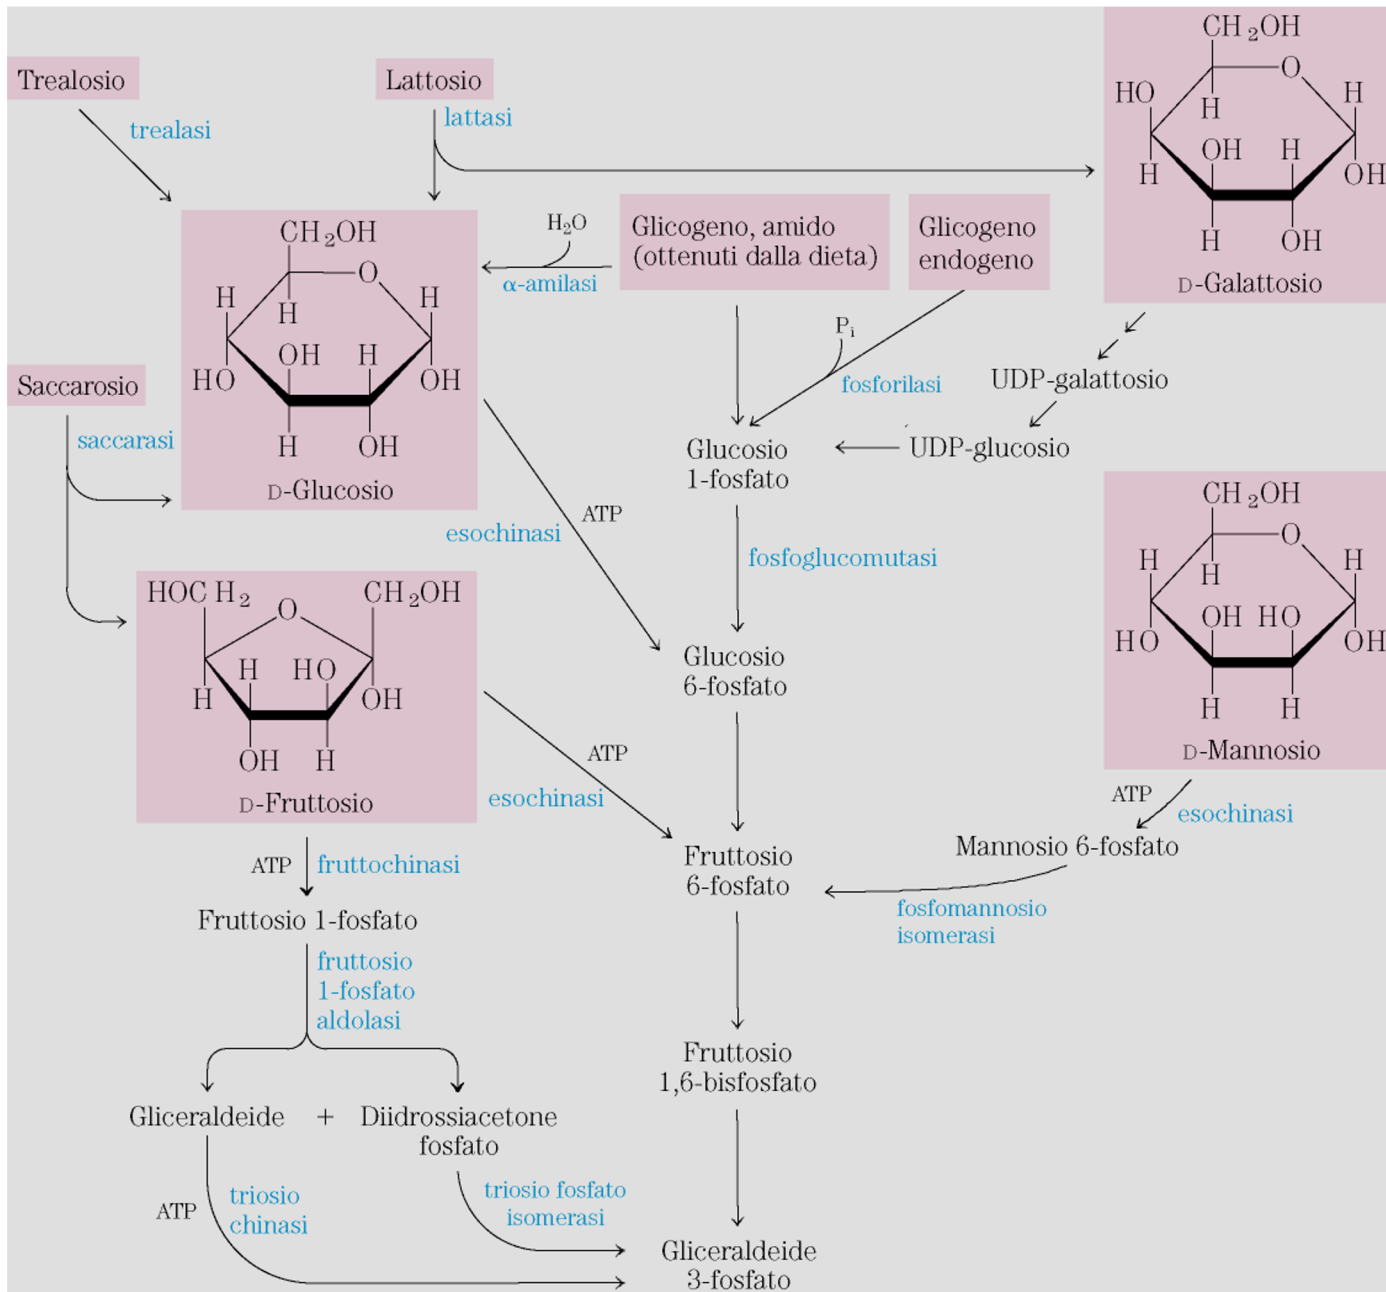 Trealosio
trealasi
Lattosio
lattasi
CH2OH
O
HO
H
H
OH
H
H
H
OH
OH
D-Galattosio
CH2OH
O
H
H
H
OH
H
HO
OH
H
OH
D-Glucosio
H2O
α-amilasi
Glicogeno, amido
(ottenuti dalla dieta)
Glicogeno
endogeno
Pi
fosforilasi
UDP-galattosio
UDP-glucosio
Glucosio
1-fosfato
Saccarosio
saccarasi
esochinasi
ATP
fosfoglucomutasi
Glucosio
6-fosfato
CH2OH
O
H
H
H
OH
HO
HO
OH
H
H
D-Mannosio
HOCH2
O
CH2OH
H
HO
H
OH
OH
H
D-Fruttosio
ATP
esochinasi
ATP
esochinasi
Mannosio 6-fosfato
fosfomannosio
isomerasi
Fruttosio
6-fosfato
ATP
fruttochinasi
Fruttosio 1-fosfato
fruttosio
1-fosfato
aldolasi
Fruttosio
1,6-bisfosfato
Gliceraldeide + Diidrossiacetone
fosfato
ATP
triosio
chinasi
triosio fosfato
isomerasi
Gliceraldeide
3-fosfato